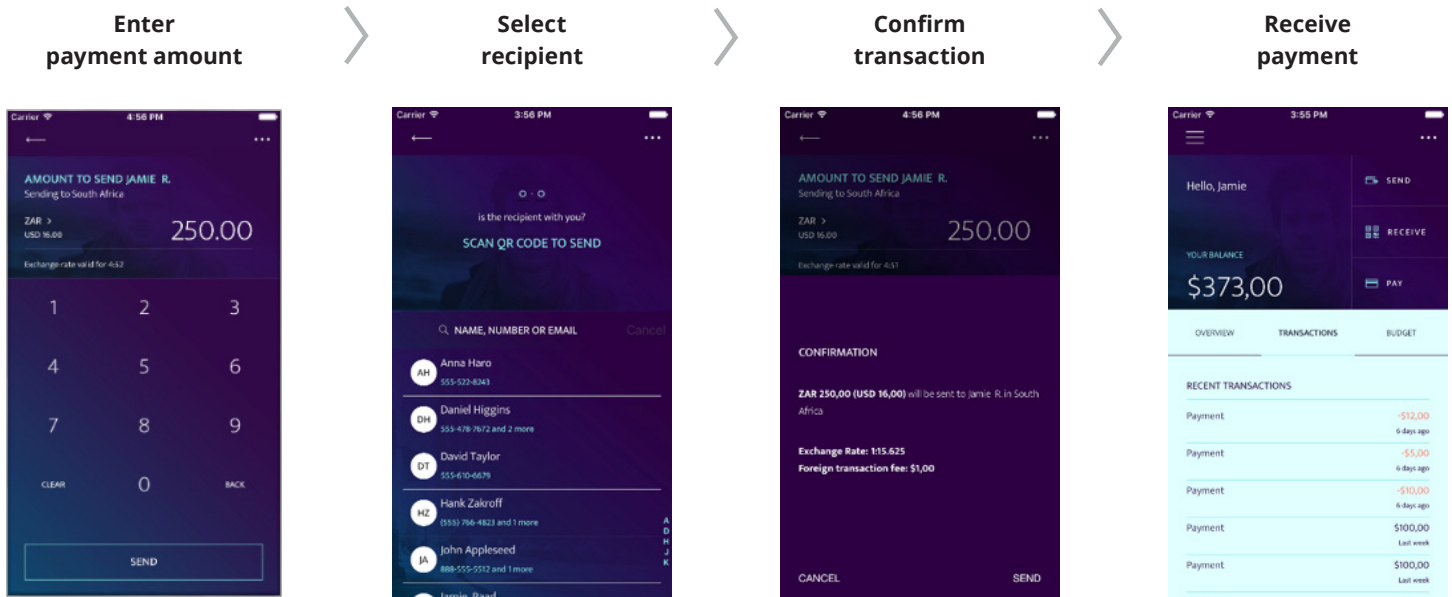 Enter
payment amount
Select
recipient
Confirm
transaction
Receive
payment
Carrier
4:56 PM
AMOUNT TO SEND JAMIE R.
Sending to South Africa
ZAR >
USD 16.00
250.00
Exchange rate valid for 4:52
1 2 3
4 5 6
7 8 9
CLEAR 0 BACK
SEND
Carrier
3:56 PM
is the recipient with you?
SCAN QR CODE TO SEND
NAME, NUMBER OR EMAIL Cancel
AH
Anna Haro
555-522-8243
DH
Daniel Higgins
555-478-7672 and 2 more
DT
David Taylor
555-610-6679
HZ
Hank Zakroff
(555) 766-4823 and 1 more
JA
John Appleseed
888-555-5512 and 1 more
A
D
H
J
K
Carrier
4:56 PM
AMOUNT TO SEND JAMIE R.
Sending to South Africa
ZAR >
USD 16.00
250.00
Exchange rate valid for 4:51
CONFIRMATION
ZAR 250,00 (USD 16,00) will be sent to Jamie R. in South
Africa
Exchange Rate: 1:15.625
Foreign transaction fee: $1,00
CANCEL SEND
Carrier
3:55 PM
Hello, Jamie
SEND
RECEIVE
YOUR BALANCE
$373,00
PAY
OVERVIEW TRANSACTIONS BUDGET
RECENT TRANSACTIONS
Payment -$12,00
6 days ago
Payment -$5,00
6 days ago
Payment -$10,00
6 days ago
Payment $100,00
Last week
Payment $100,00
Last week